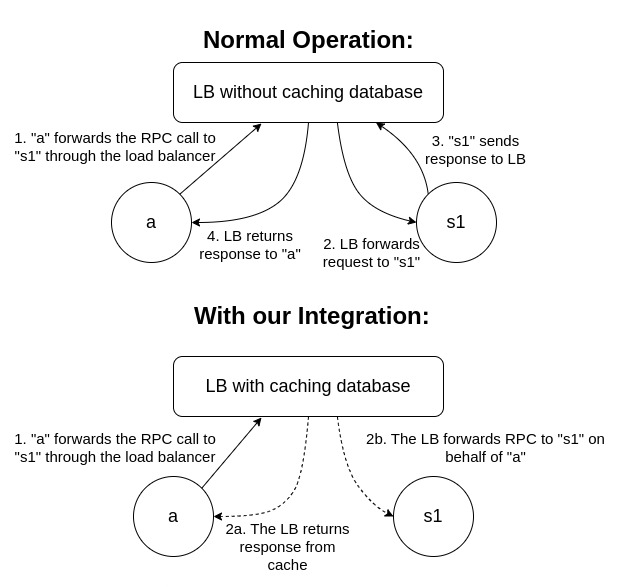 Normal Operation:
LB without caching database
1. "a" forwards the RPC call to
"s1" through the load balancer
3. "s1" sends
response to LB
a
s1
4. LB returns
response to "a"
2. LB forwards
request to "s1"
With our Integration:
LB with caching database
1. "a" forwards the RPC call to
"s1" through the load balancer
2b. The LB forwards RPC to "s1" on
behalf of "a"
a
s1
2a. The LB returns
response from
cache